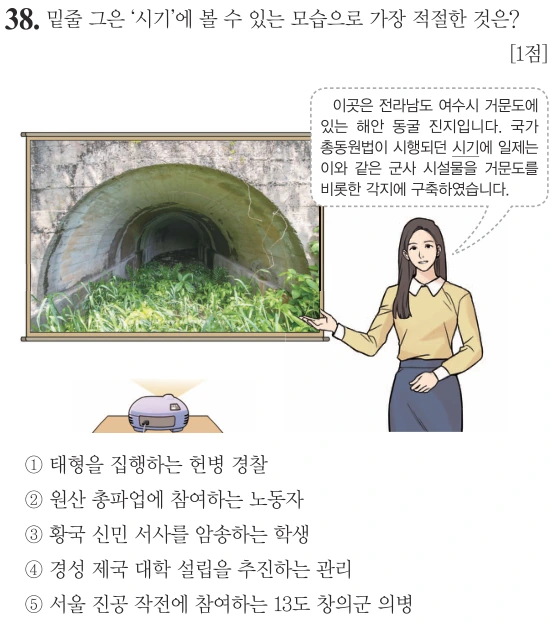 38. 밑줄 그은 ‘시기’에 볼 수 있는 모습으로 가장 적절한 것은?
[1점]
이곳은 전라남도 여수시 거문도에
있는 해안 동굴 진지입니다. 국가
총동원법이 시행되던 시기에 일제는
이와 같은 군사 시설물을 거문도를
비롯한 각지에 구축하였습니다.
① 태형을 집행하는 헌병 경찰
② 원산 총파업에 참여하는 노동자
③ 황국 신민 서사를 암송하는 학생
④ 경성 제국 대학 설립을 추진하는 관리
⑤ 서울 진공 작전에 참여하는 13도 창의군 의병